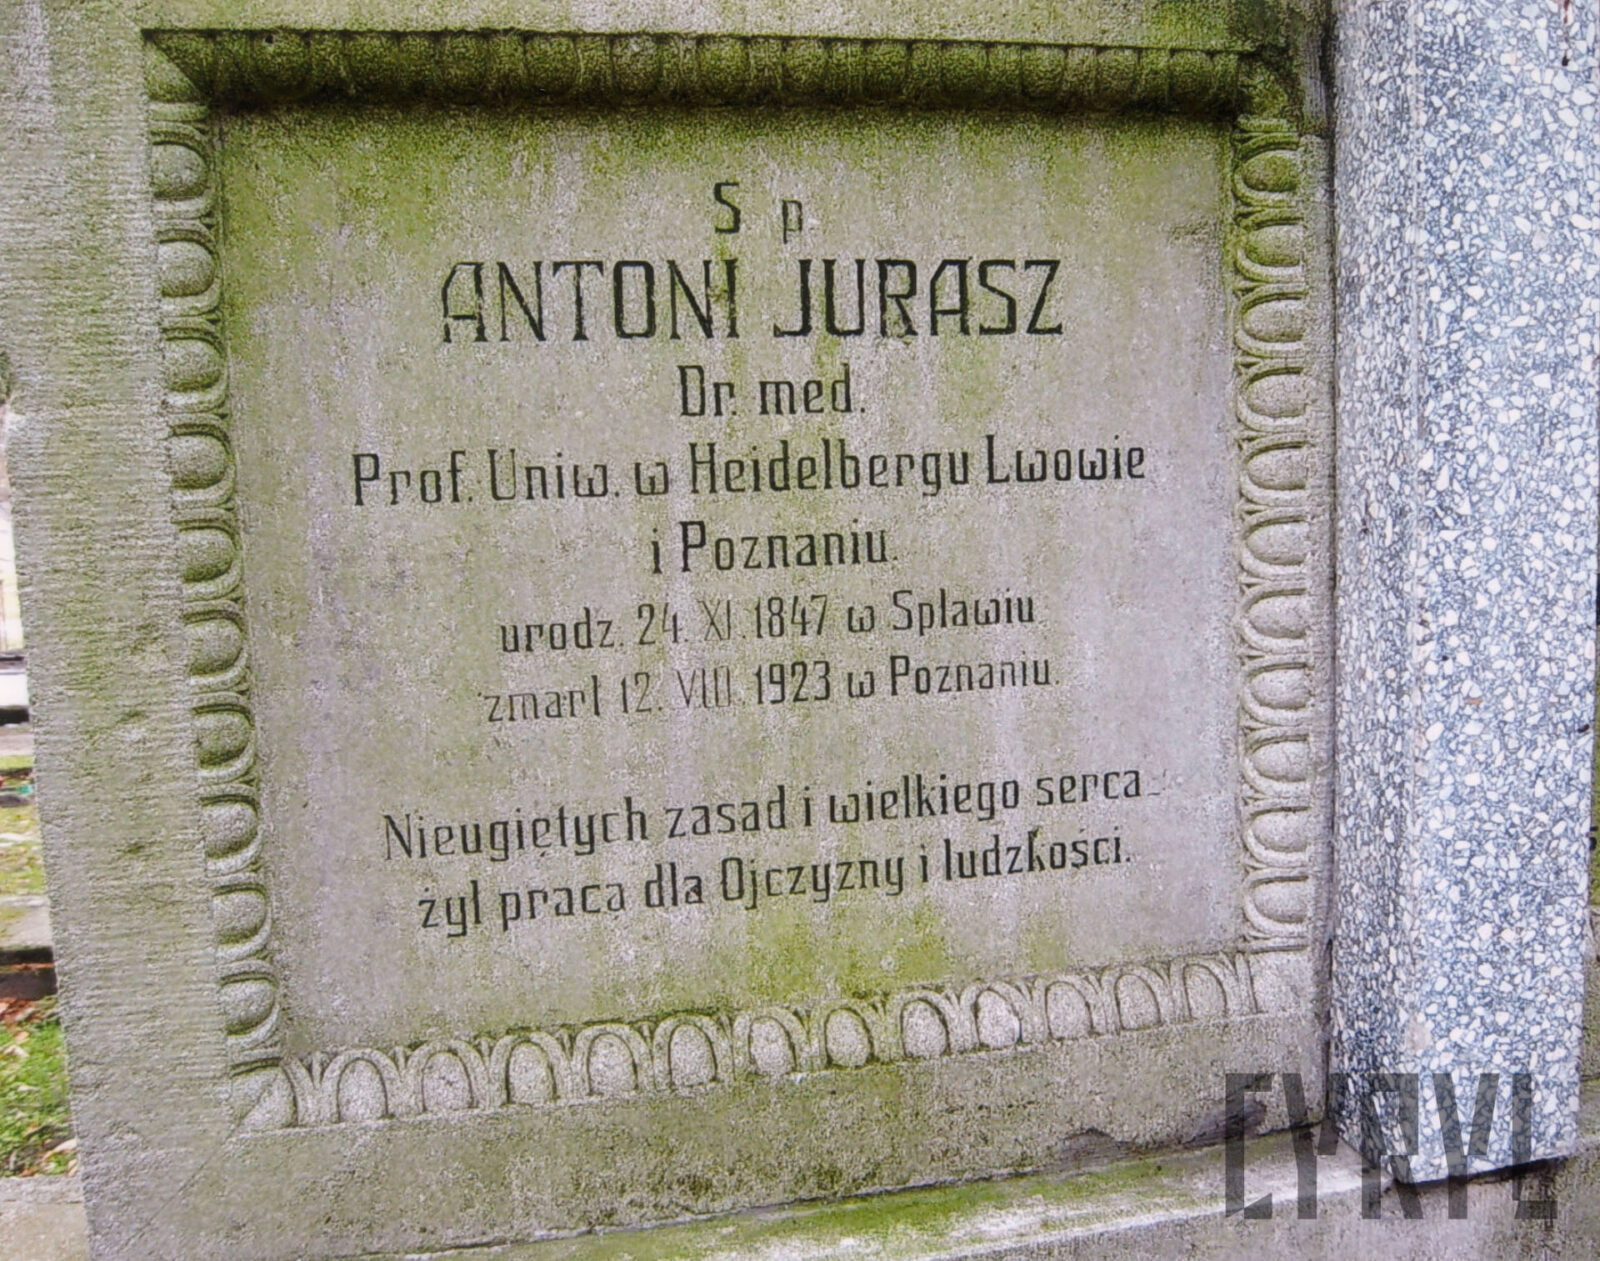 S p
ANTONI JURASZ
Dr. med.
Prof. Uniw. w Heidelbergu Lwowie
i Poznaniu.
urodz. 24. XI. 1847 w Spławiu
zmarł 12. VIII. 1923 w Poznaniu.
Nieugiętych zasad i wielkiego serca
żył pracą dla Ojczyzny i ludzkości.
CYRYL